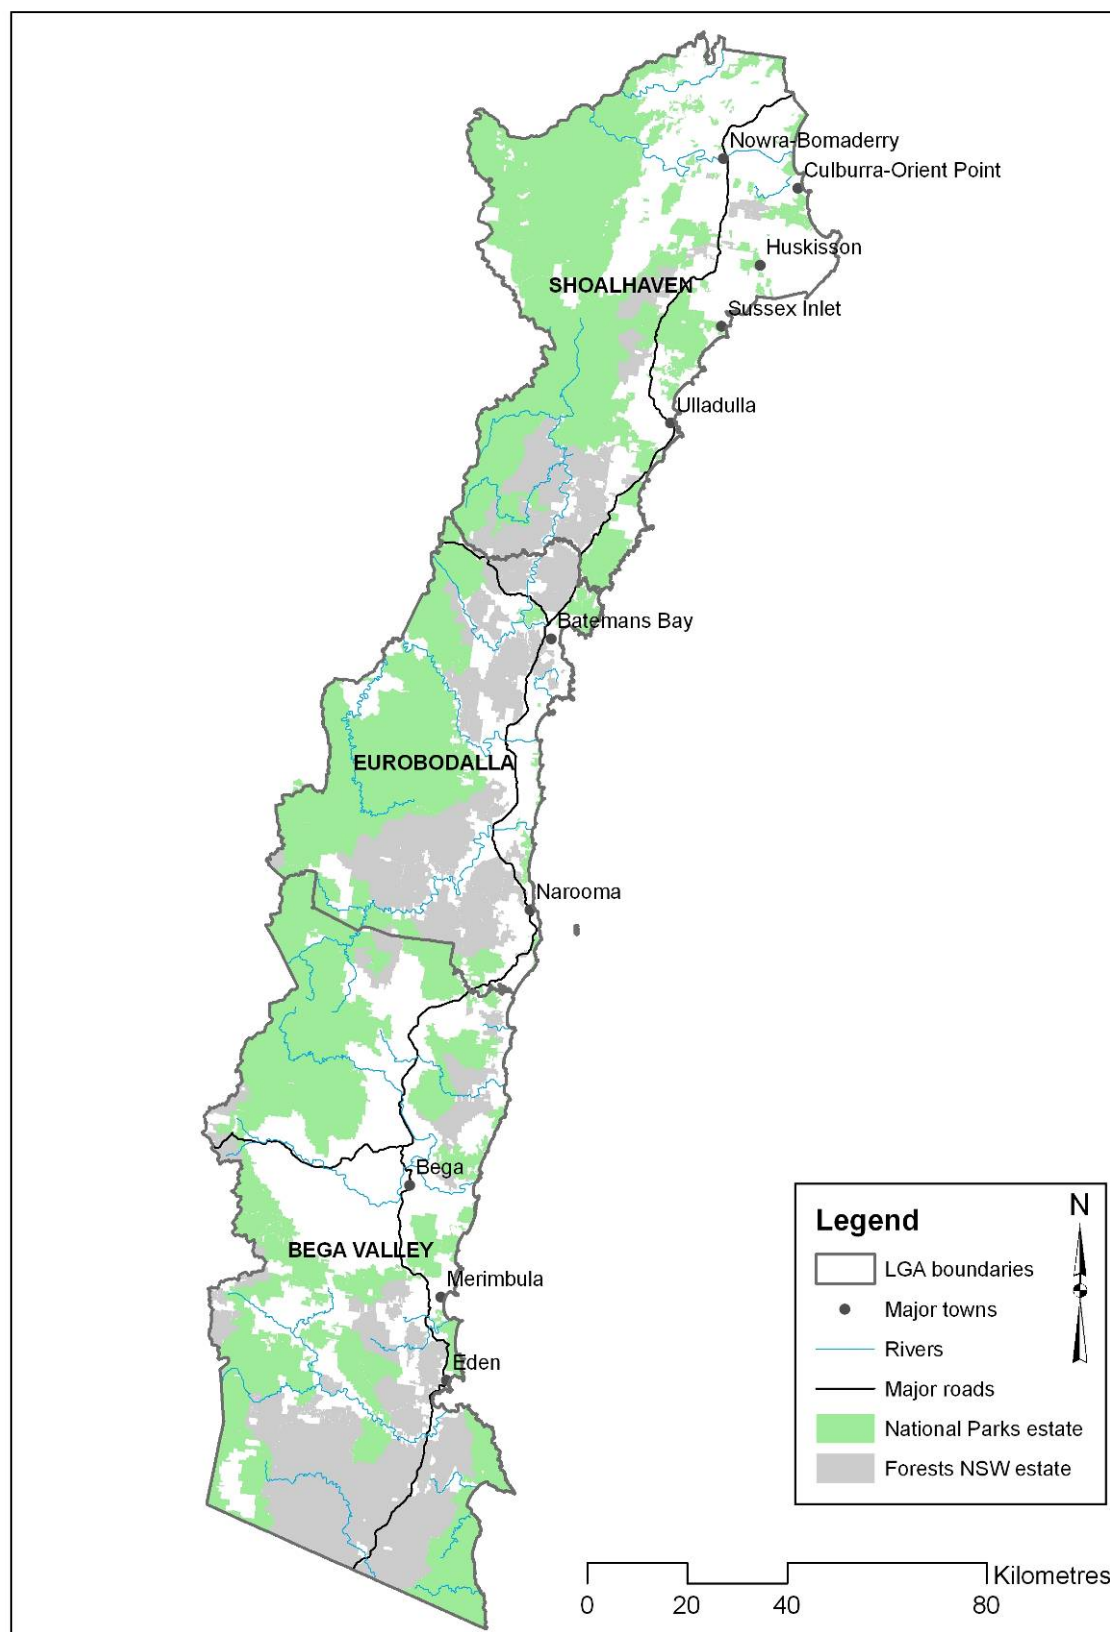 Nowra-Bomaderry
Culburra-Orient Point
Huskisson
SHOALHAVEN
Sussex Inlet
Ulladulla
Batemans Bay
EUROBODALLA
Narooma
Bega
BEGA VALLEY
Merimbula
Eden
Legend
N
LGA boundaries
Major towns
Rivers
Major roads
National Parks estate
Forests NSW estate
Kilometres
0 20 40 80